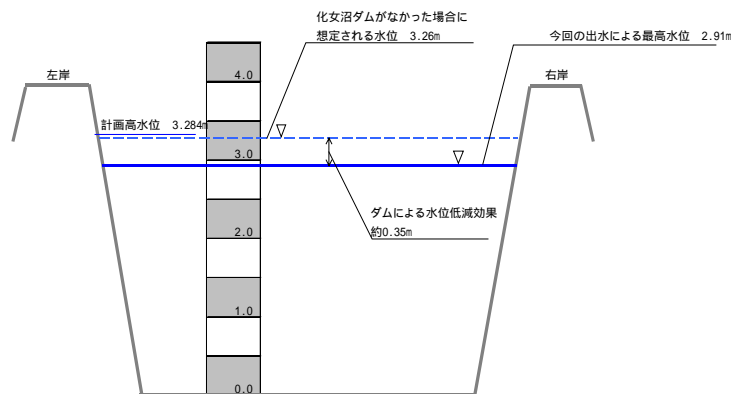 化女沼ダムがなかった場合に
想定される水位 3.26m
今回の出水による最高水位 2.91m
左岸
右岸
4.0
計画高水位 3.284m
3.0
ダムによる水位低減効果
約0.35m
2.0
1.0
0.0